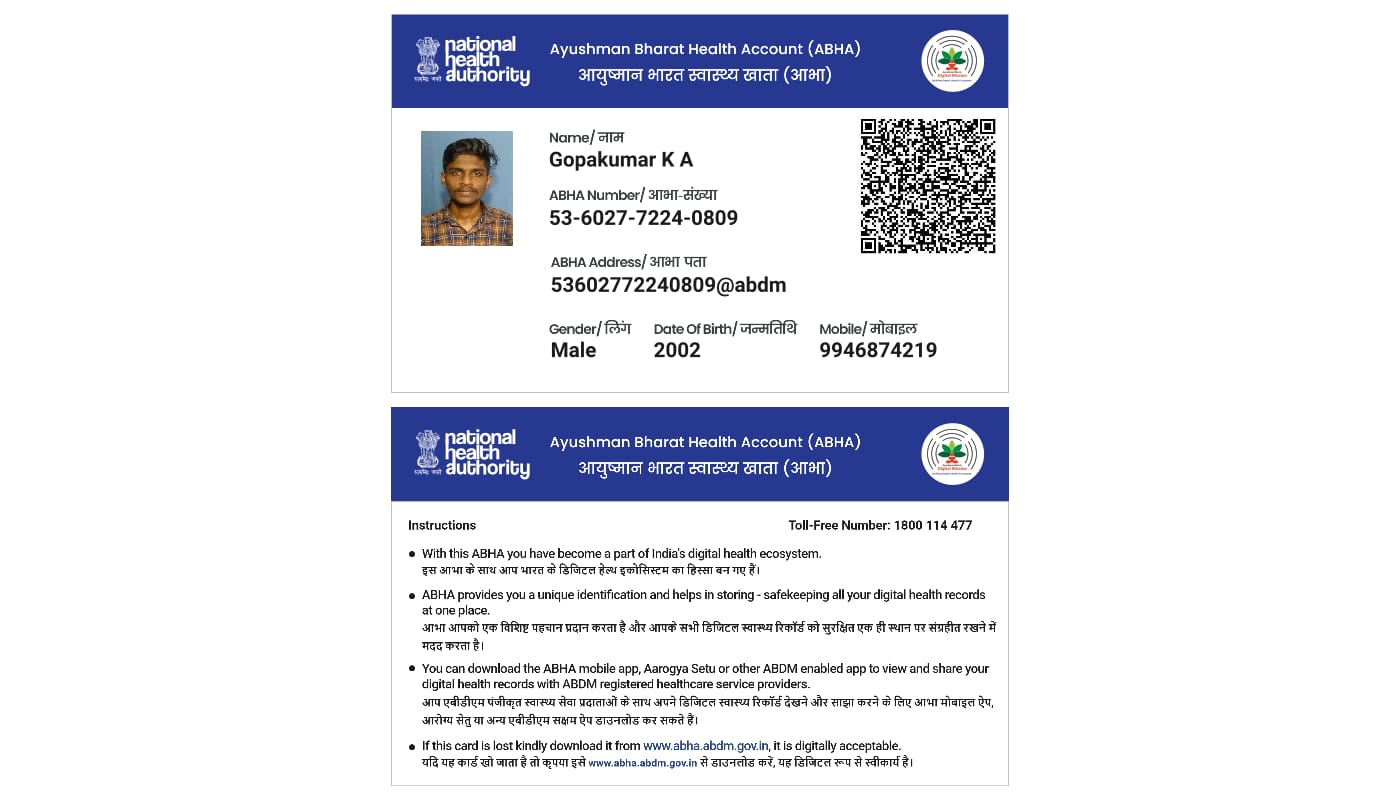 national
health
authority
सत्यमेव जयते
Ayushman Bharat Health Account (ABHA)
आयुष्मान भारत स्वास्थ्य खाता (आभा)
Digital Mission
Name/ नाम
Gopakumar K A
ABHA Number/ आभा-संख्या
53-6027-7224-0809
ABHA Address/ आभा पता
53602772240809@abdm
Gender/ लिंग Date Of Birth/ जन्मतिथि Mobile/ मोबाइल
Male 2002 9946874219
national
health
authority
सत्यमेव जयते
Ayushman Bharat Health Account (ABHA)
आयुष्मान भारत स्वास्थ्य खाता (आभा)
Digital Mission
Instructions Toll-Free Number: 1800 114 477
With this ABHA you have become a part of India's digital health ecosystem.
इस आभा के साथ आप भारत के डिजिटल हेल्थ इकोसिस्टम का हिस्सा बन गए हैं।
ABHA provides you a unique identification and helps in storing - safekeeping all your digital health records
at one place.
आभा आपको एक विशिष्ट पहचान प्रदान करता है और आपके सभी डिजिटल स्वास्थ्य रिकॉर्ड को सुरक्षित एक ही स्थान पर संग्रहीत रखने में
मदद करता है।
You can download the ABHA mobile app, Aarogya Setu or other ABDM enabled app to view and share your
digital health records with ABDM registered healthcare service providers.
आप एबीडीएम पंजीकृत स्वास्थ्य सेवा प्रदाताओं के साथ अपने डिजिटल स्वास्थ्य रिकॉर्ड देखने और साझा करने के लिए आभा मोबाइल ऐप,
आरोग्य सेतु या अन्य एबीडीएम सक्षम ऐप डाउनलोड कर सकते हैं।
If this card is lost kindly download it from www.abha.abdm.gov.in, it is digitally acceptable.
यदि यह कार्ड खो जाता है तो कृपया इसे www.abha.abdm.gov.in से डाउनलोड करें, यह डिजिटल रूप से स्वीकार्य है।